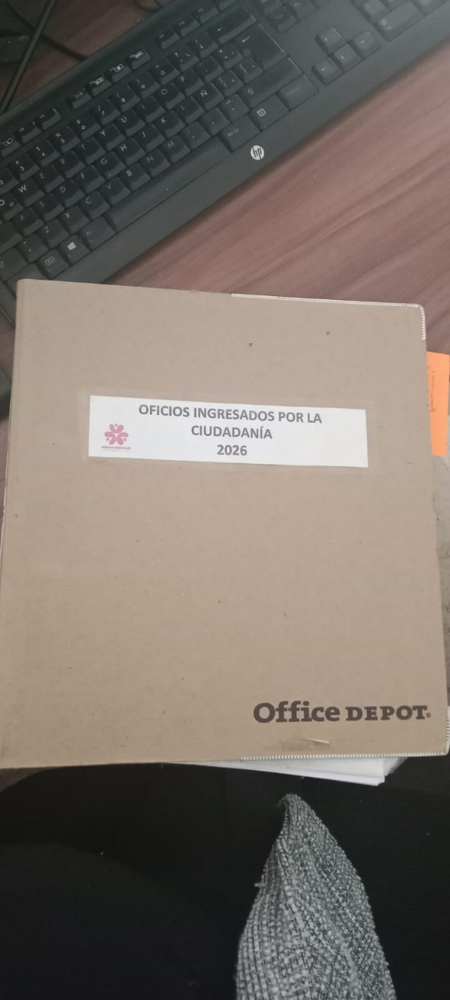 OFICIOS INGRESADOS POR LA
CIUDADANÍA
2026
Office DEPOT
hp